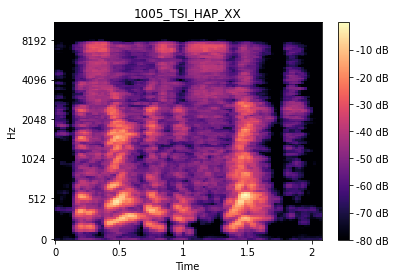 1005_TSI_HAP_XX
8192
4096
2048
1024
512
0
Hz
0
0.5
1
1.5
2
Time
-10 dB
-20 dB
-30 dB
-40 dB
-50 dB
-60 dB
-70 dB
-80 dB